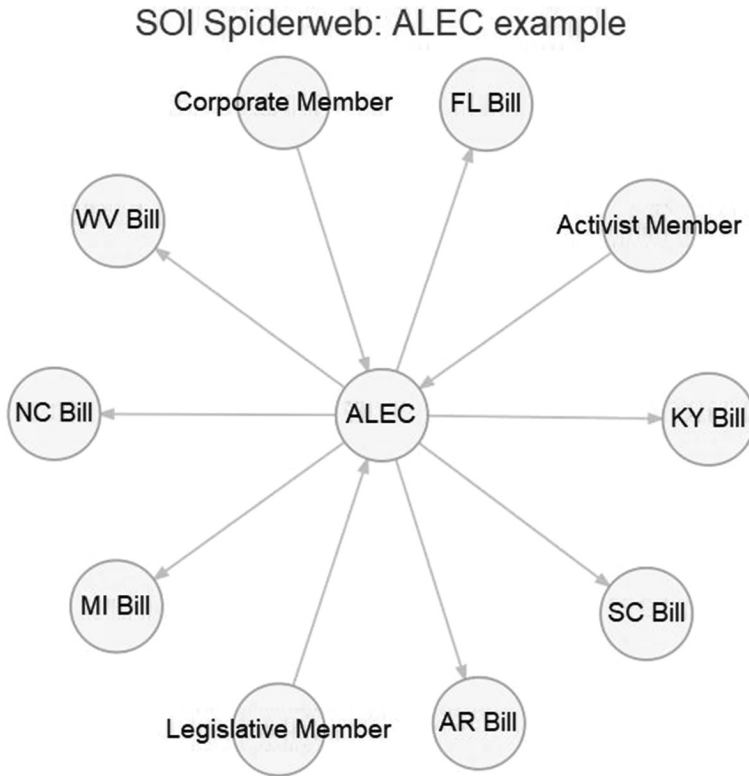 SOI Spiderweb: ALEC example
Corporate Member
FL Bill
WV Bill
Activist Member
NC Bill
ALEC
KY Bill
MI Bill
SC Bill
Legislative Member
AR Bill